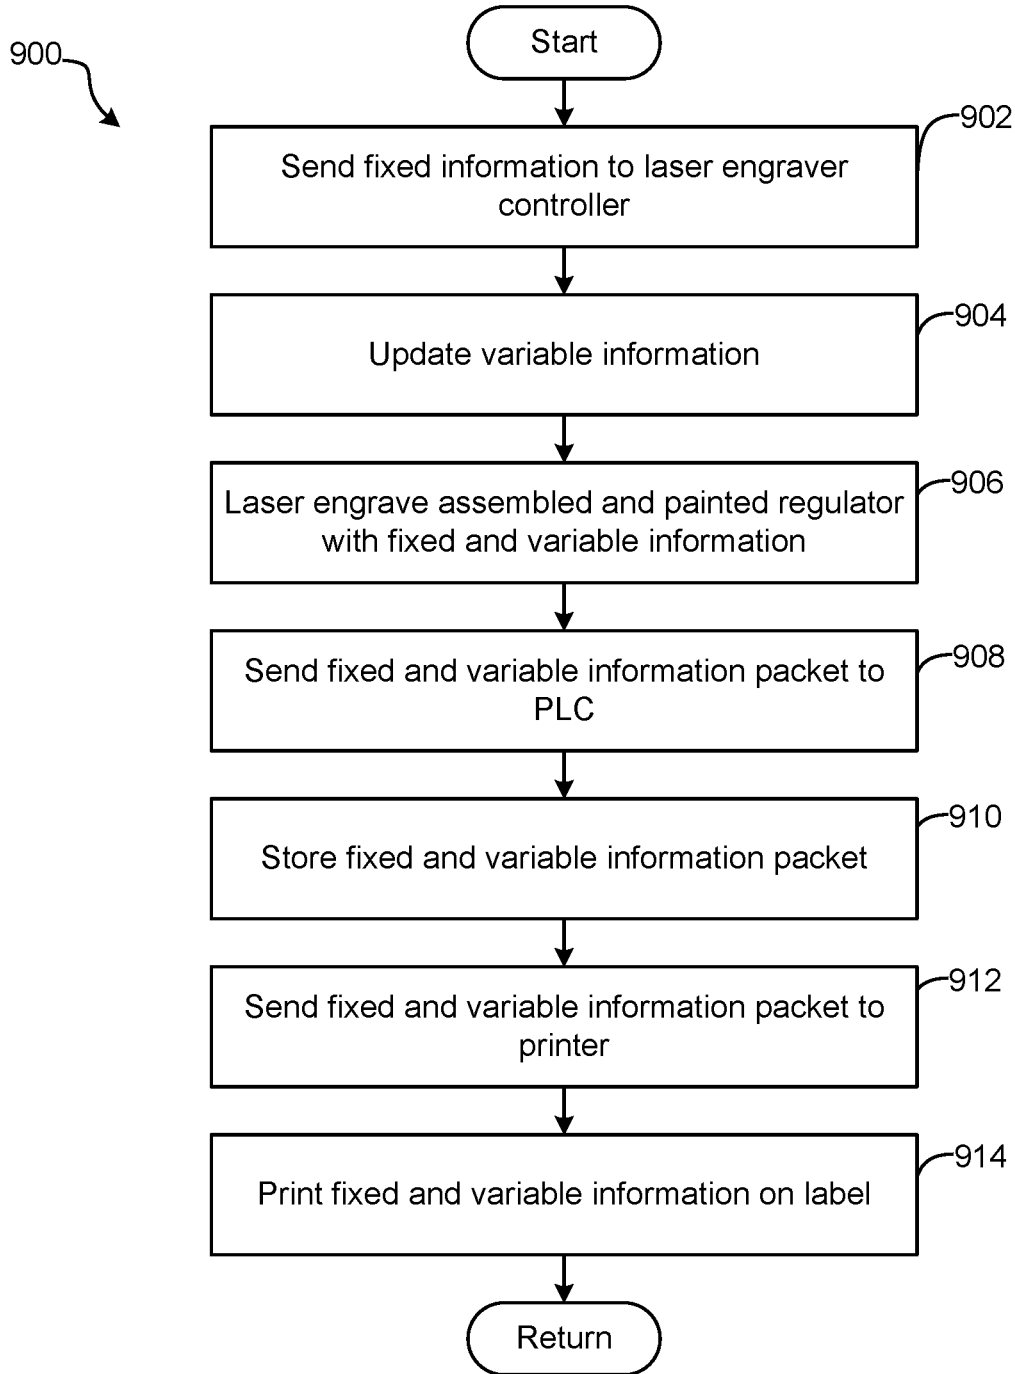 Start
900
902
Send fixed information to laser engraver
controller
904
Update variable information
906
Laser engrave assembled and painted regulator
with fixed and variable information
908
Send fixed and variable information packet to
PLC
910
Store fixed and variable information packet
912
Send fixed and variable information packet to
printer
914
Print fixed and variable information on label
Return